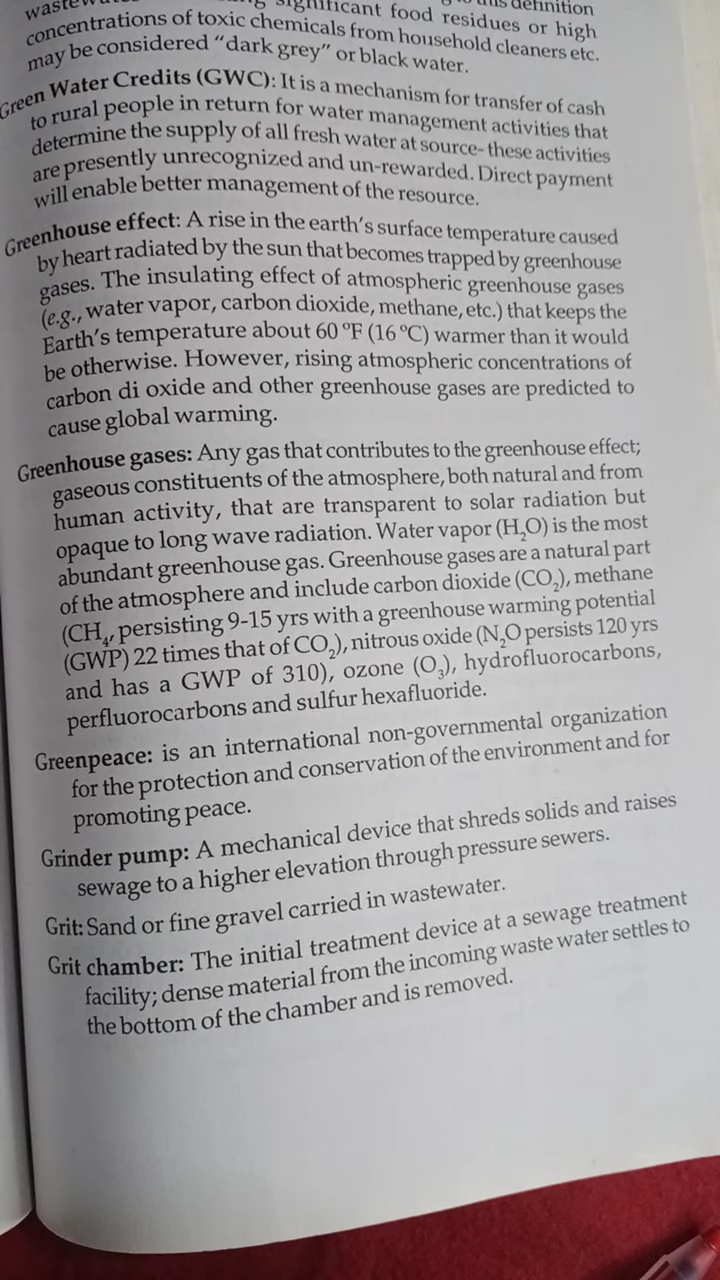 significant food residues or high
concentrations of toxic chemicals from household cleaners etc.
may be considered "dark grey" or black water.
Green Water Credits (GWC): It is a mechanism for transfer of cash
to rural people in return for water management activities that
determine the supply of all fresh water at source- these activities
are presently unrecognized and un-rewarded. Direct payment
will enable better management of the resource.
Greenhouse effect: A rise in the earth's surface temperature caused
by heart radiated by the sun that becomes trapped by greenhouse
gases. The insulating effect of atmospheric greenhouse gases
(e.g., water vapor, carbon dioxide, methane, etc.) that keeps the
Earth's temperature about 60 ºF (16 ºC) warmer than it would
be otherwise. However, rising atmospheric concentrations of
carbon di oxide and other greenhouse gases are predicted to
cause global warming.
Greenhouse gases: Any gas that contributes to the greenhouse effect;
gaseous constituents of the atmosphere, both natural and from
human activity, that are transparent to solar radiation but
opaque to long wave radiation. Water vapor (H₂O) is the most
abundant greenhouse gas. Greenhouse gases are a natural part
of the atmosphere and include carbon dioxide (CO₂), methane
(CH₄, persisting 9-15 yrs with a greenhouse warming potential
(GWP) 22 times that of CO₂), nitrous oxide (N₂O persists 120 yrs
and has a GWP of 310), ozone (O₃), hydrofluorocarbons,
perfluorocarbons and sulfur hexafluoride.
Greenpeace: is an international non-governmental organization
for the protection and conservation of the environment and for
promoting peace.
Grinder pump: A mechanical device that shreds solids and raises
sewage to a higher elevation through pressure sewers.
Grit: Sand or fine gravel carried in wastewater.
Grit chamber: The initial treatment device at a sewage treatment
facility; dense material from the incoming waste water settles to
the bottom of the chamber and is removed.